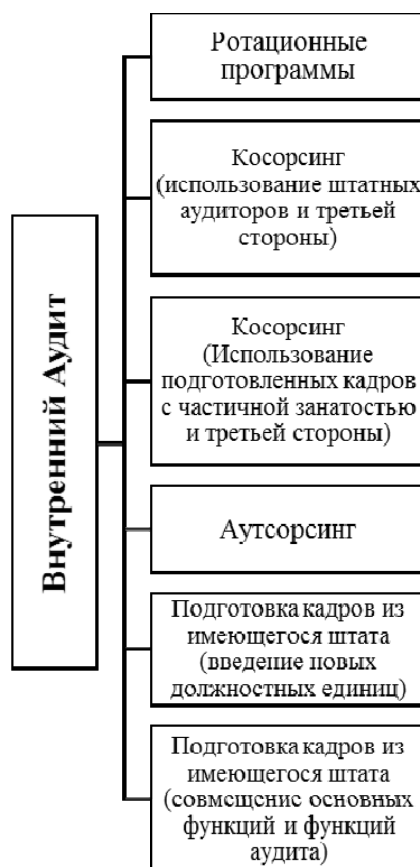 Внутренний Аудит
Ротационные
программы
Косорсинг
(использование штатных
аудиторов и третьей
стороны)
Косорсинг
(Использование
подготовленных кадров
с частичной занатостью
и третьей стороны)
Аутсорсинг
Подготовка кадров из
имеющегося штата
(введение новых
должностных единиц)
Подготовка кадров из
имеющегося штата
(совмещение основных
функций и функций
аудита)